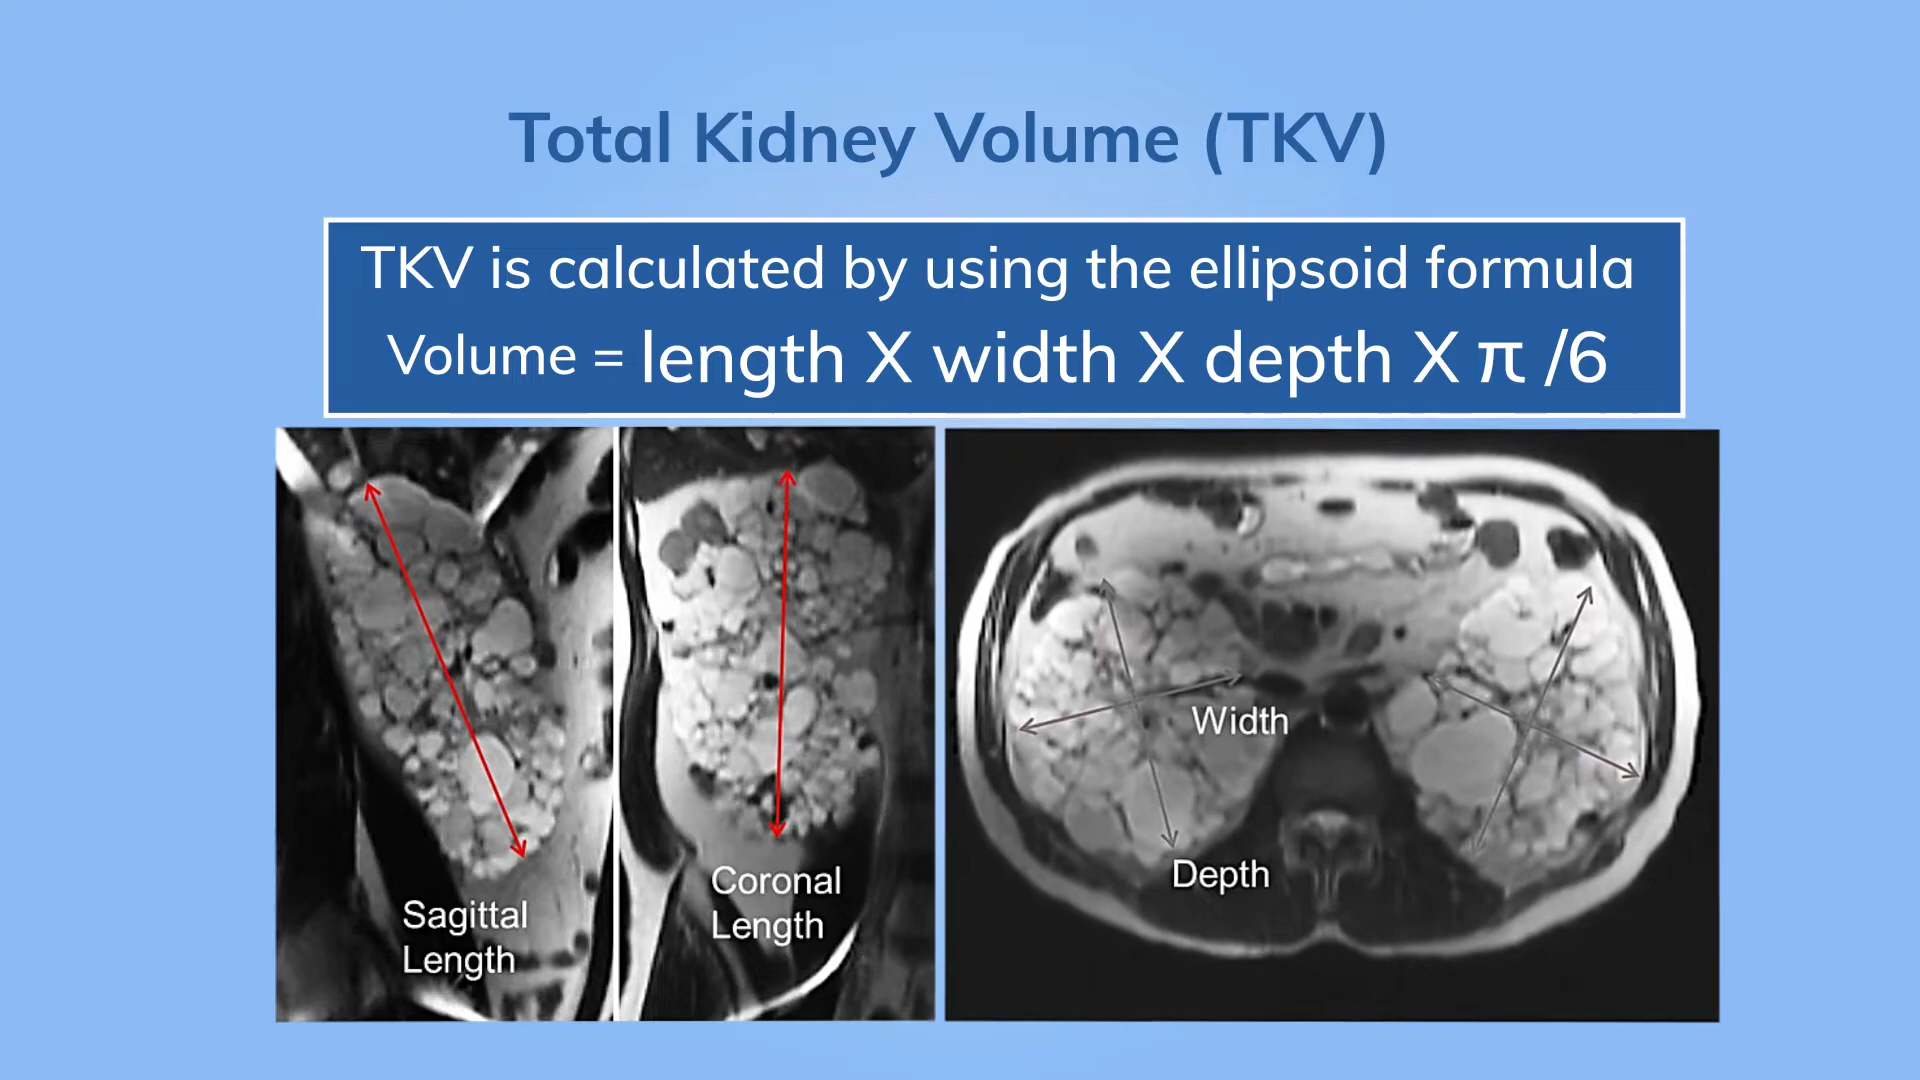 Total Kidney Volume (TKV)
TKV is calculated by using the ellipsoid formula
Volume = length X width X depth X π /6
Sagittal
Length
Coronal
Length
Width
Depth